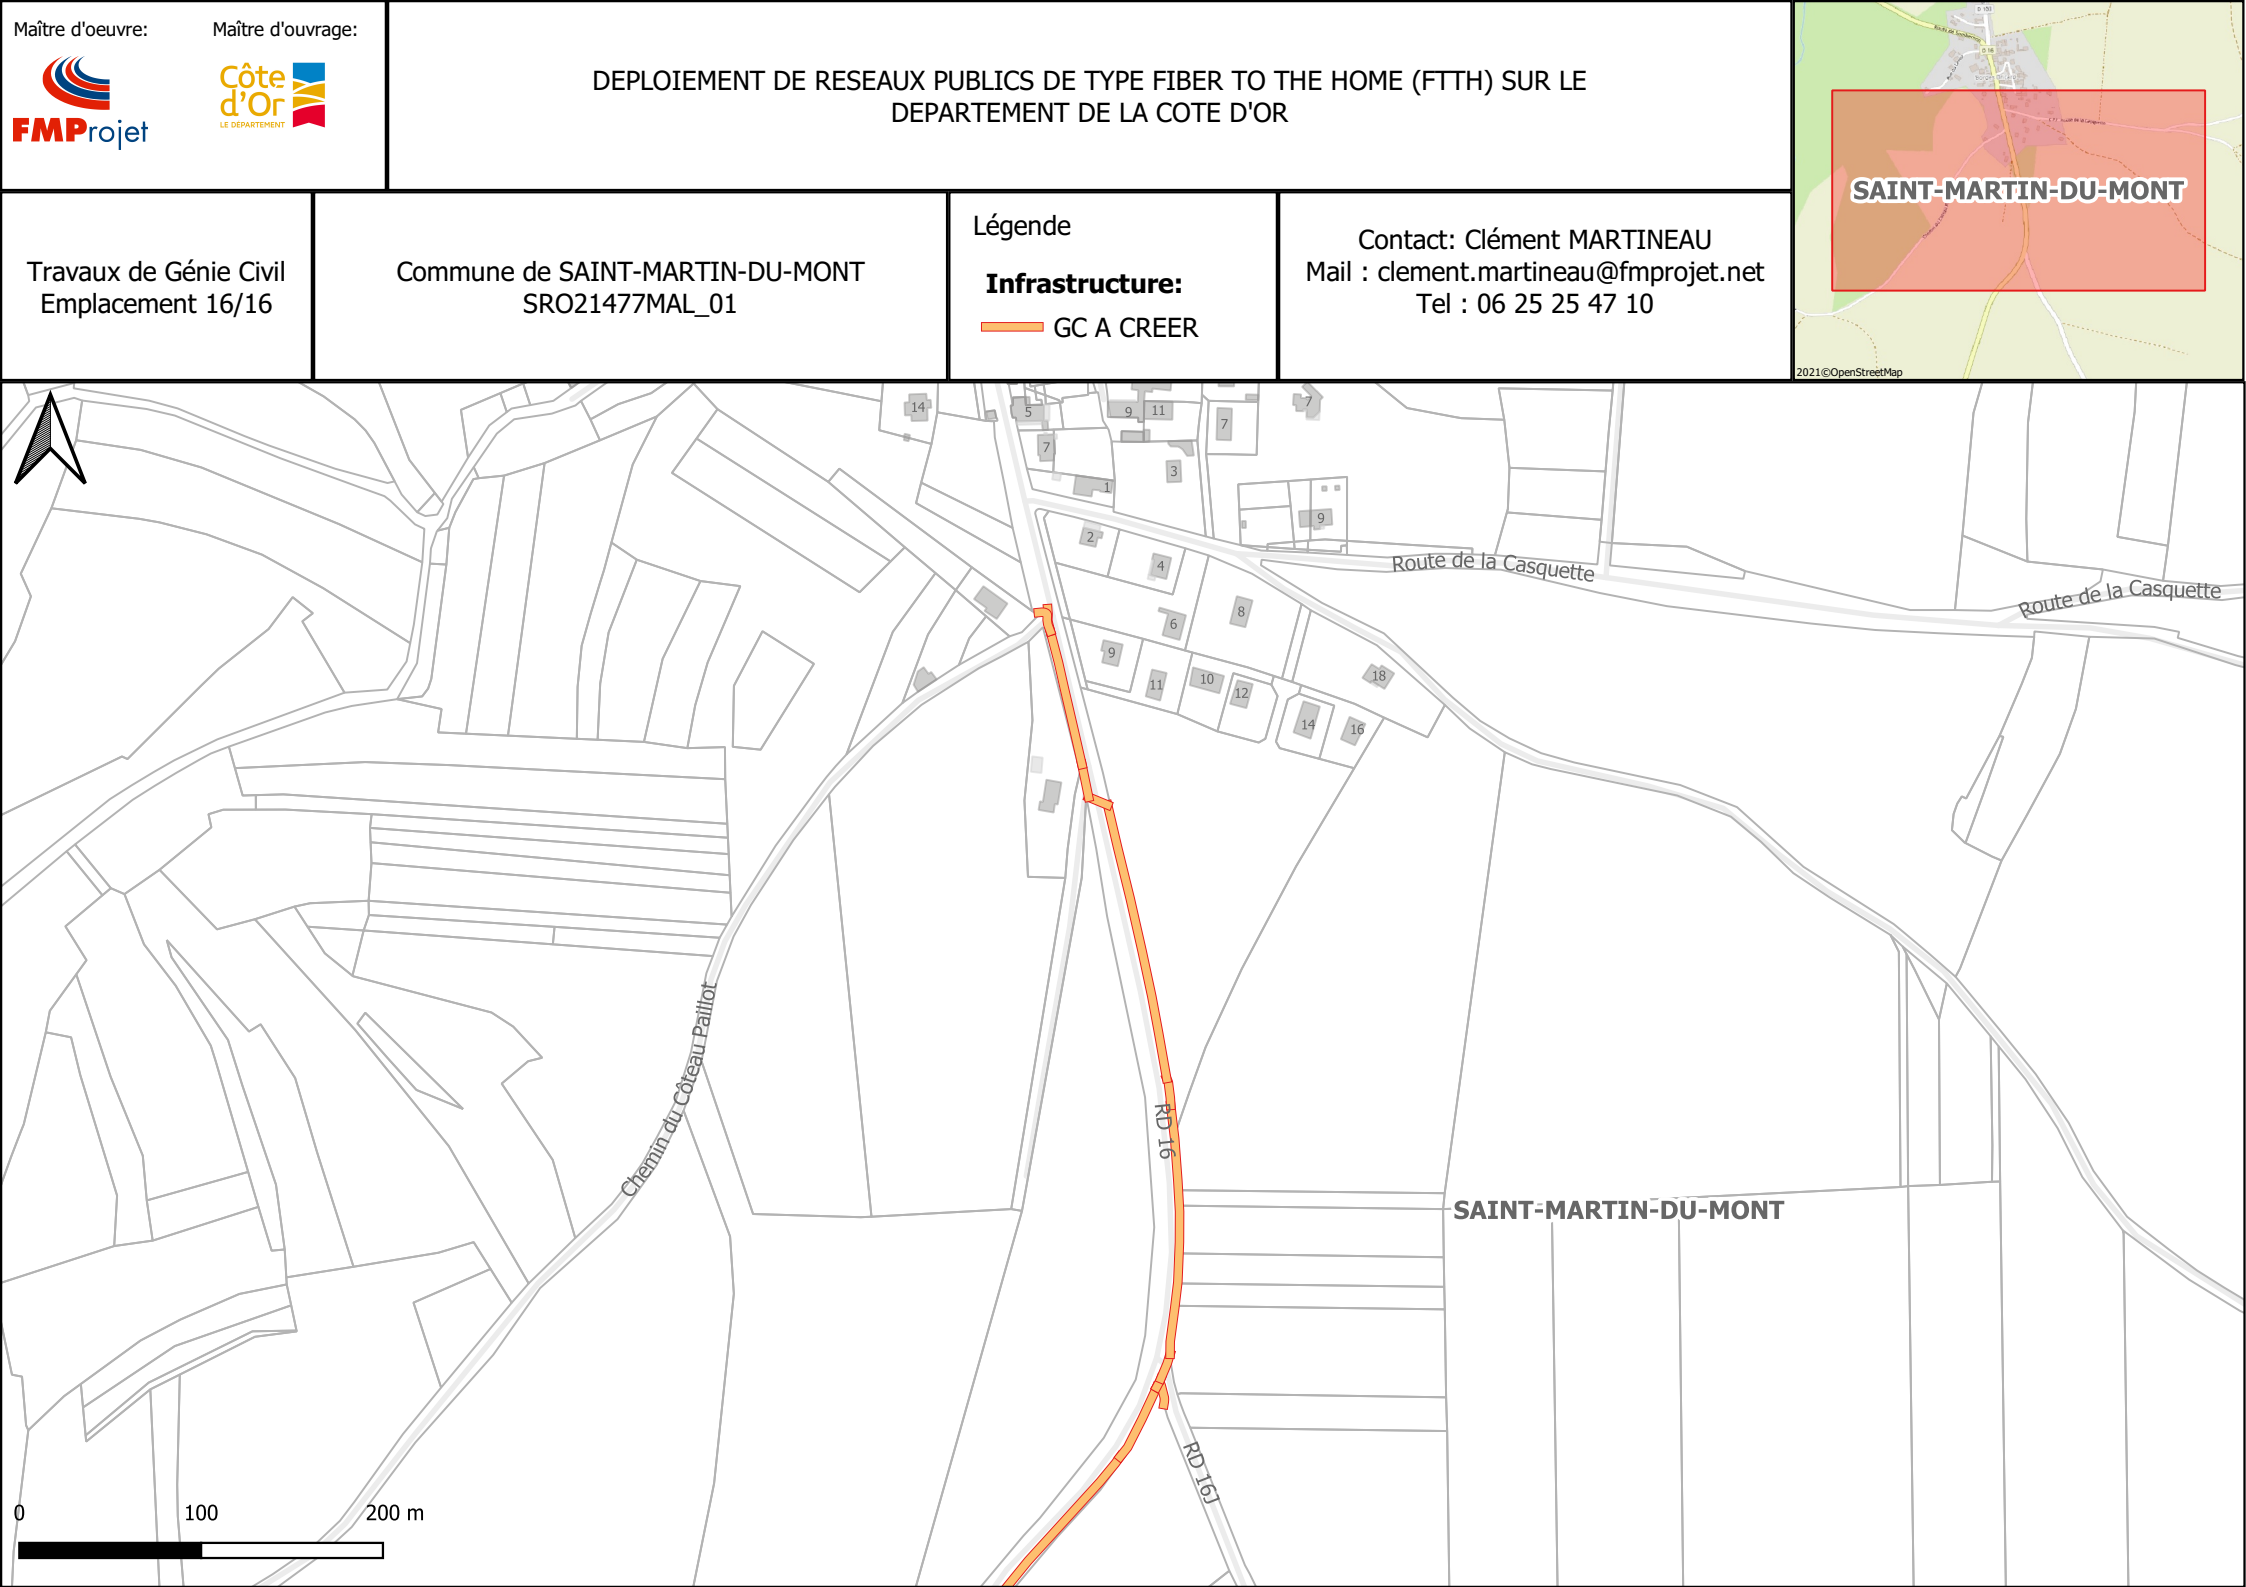 Maître d'oeuvre:
Maître d'ouvrage:
FMProjet
Côte
d'Or
LE DÉPARTEMENT
DEPLOIEMENT DE RESEAUX PUBLICS DE TYPE FIBER TO THE HOME (FTTH) SUR LE
DEPARTEMENT DE LA COTE D'OR
Travaux de Génie Civil
Emplacement 16/16
Commune de SAINT-MARTIN-DU-MONT
SRO21477MAL_01
Légende
Infrastructure:
GC A CREER
Contact: Clément MARTINEAU
Mail : clement.martineau@fmprojet.net
Tel : 06 25 25 47 10
D 16
SAINT-MARTIN-DU-MONT
2021©OpenStreetMap
14
5
9
11
7
7
7
3
1
9
2
4
Route de la Casquette
Route de la Casquette
8
6
9
11
10
12
18
14
16
Chemin du Côteau Paillot
RD 16
SAINT-MARTIN-DU-MONT
RD 16J
0
100
200 m